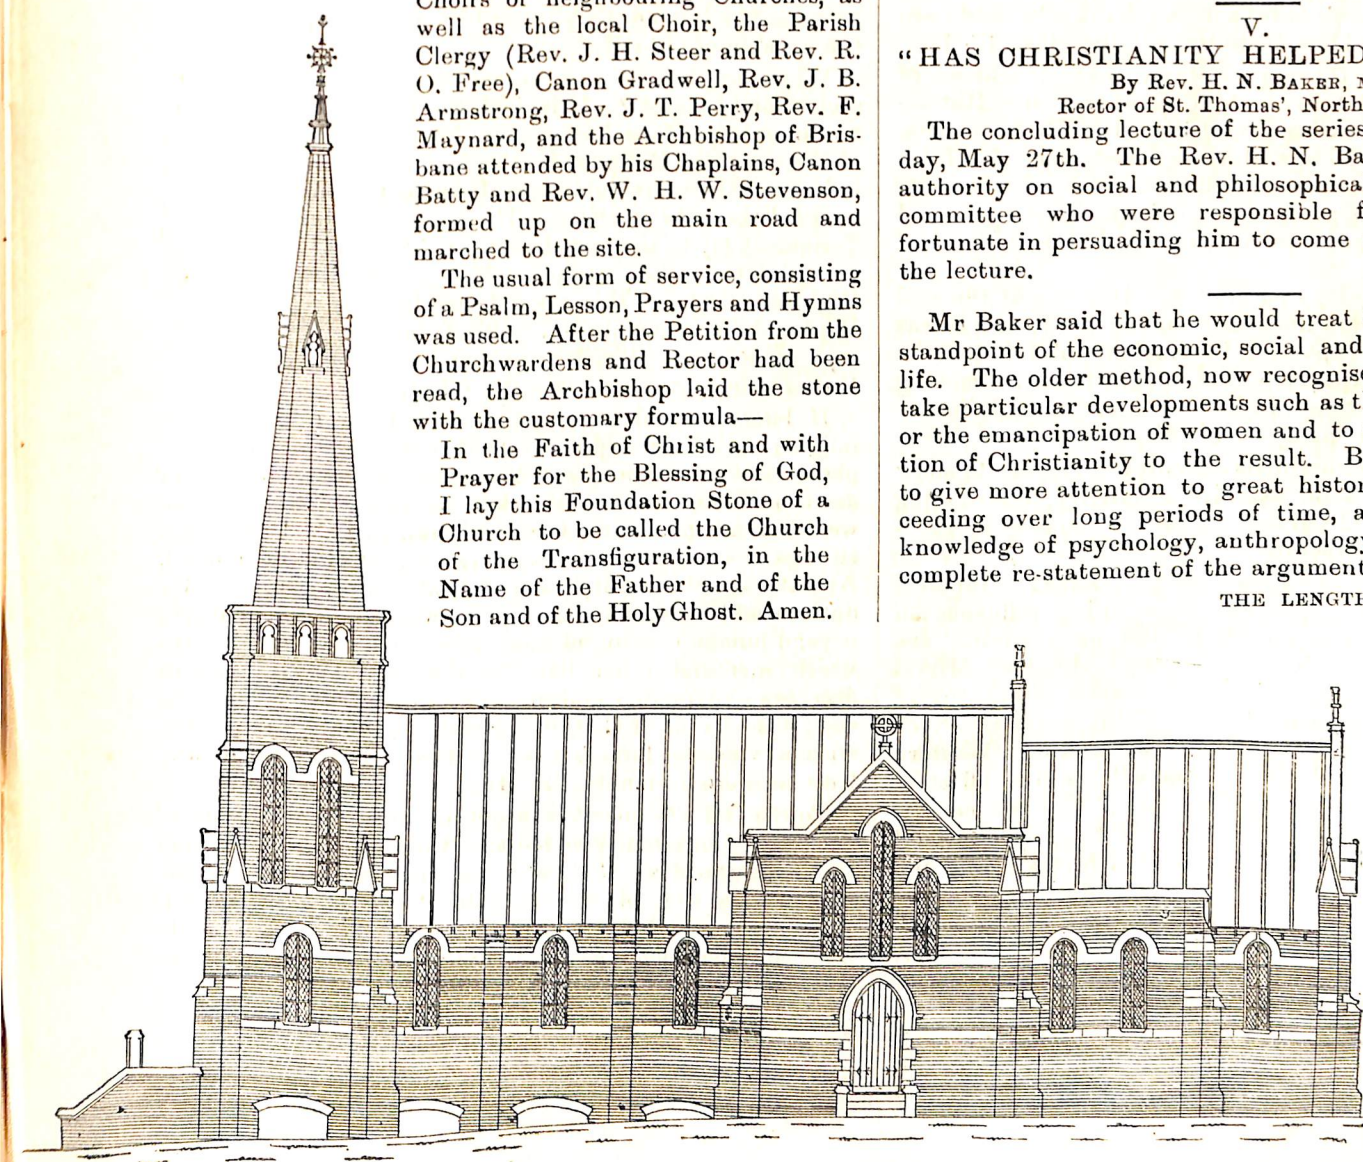 Choirs of neighbouring Churches, as
well as the local Choir, the Parish
Clergy (Rev. J. H. Steer and Rev. R.
O. Free), Canon Gradwell, Rev. J. B.
Armstrong, Rev. J. T. Perry, Rev. F.
Maynard, and the Archbishop of Bris-
bane attended by his Chaplains, Canon
Batty and Rev. W. H. W. Stevenson,
formed up on the main road and
marched to the site.
The usual form of service, consisting
of a Psalm, Lesson, Prayers and Hymns
was used. After the Petition from the
Churchwardens and Rector had been
read, the Archbishop laid the stone
with the customary formula—
In the Faith of Christ and with
Prayer for the Blessing of God,
I lay this Foundation Stone of a
Church to be called the Church
of the Transfiguration, in the
Name of the Father and of the
Son and of the Holy Ghost. Amen.
V.
"HAS CHRISTIANITY HELPED
By Rev. H. N. BAKER,
Rector of St. Thomas', North
The concluding lecture of the series
day, May 27th. The Rev. H. N. Ba
authority on social and philosophica
committee who were responsible f
fortunate in persuading him to come
the lecture.
Mr Baker said that he would treat
standpoint of the economic, social and
life. The older method, now recognise
take particular developments such as t
or the emancipation of women and to
tion of Christianity to the result. B
to give more attention to great histor
ceeding over long periods of time, a
knowledge of psychology, anthropology
complete re-statement of the argument
THE LENGTH